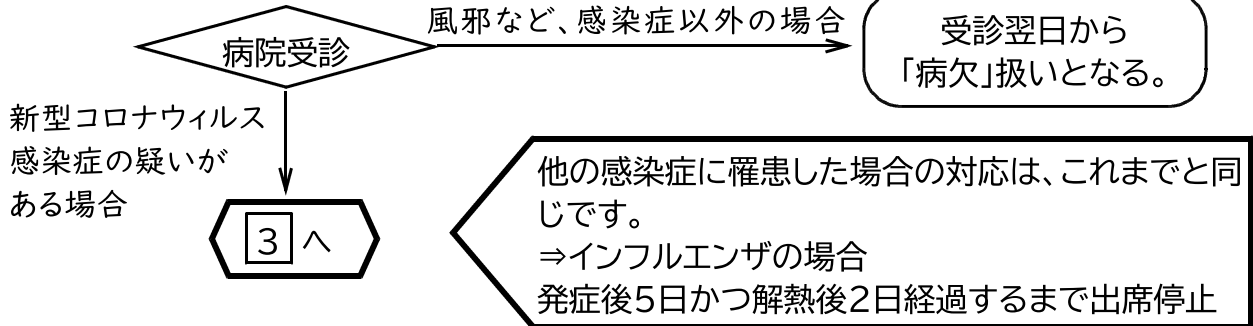 風邪など、感染症以外の場合
病院受診
受診翌日から
「病欠」扱いとなる。
新型コロナウィルス
感染症の疑いが
ある場合
3 へ
他の感染症に罹患した場合の対応は、これまでと同
じです。
⇒インフルエンザの場合
発症後5日かつ解熱後2日経過するまで出席停止